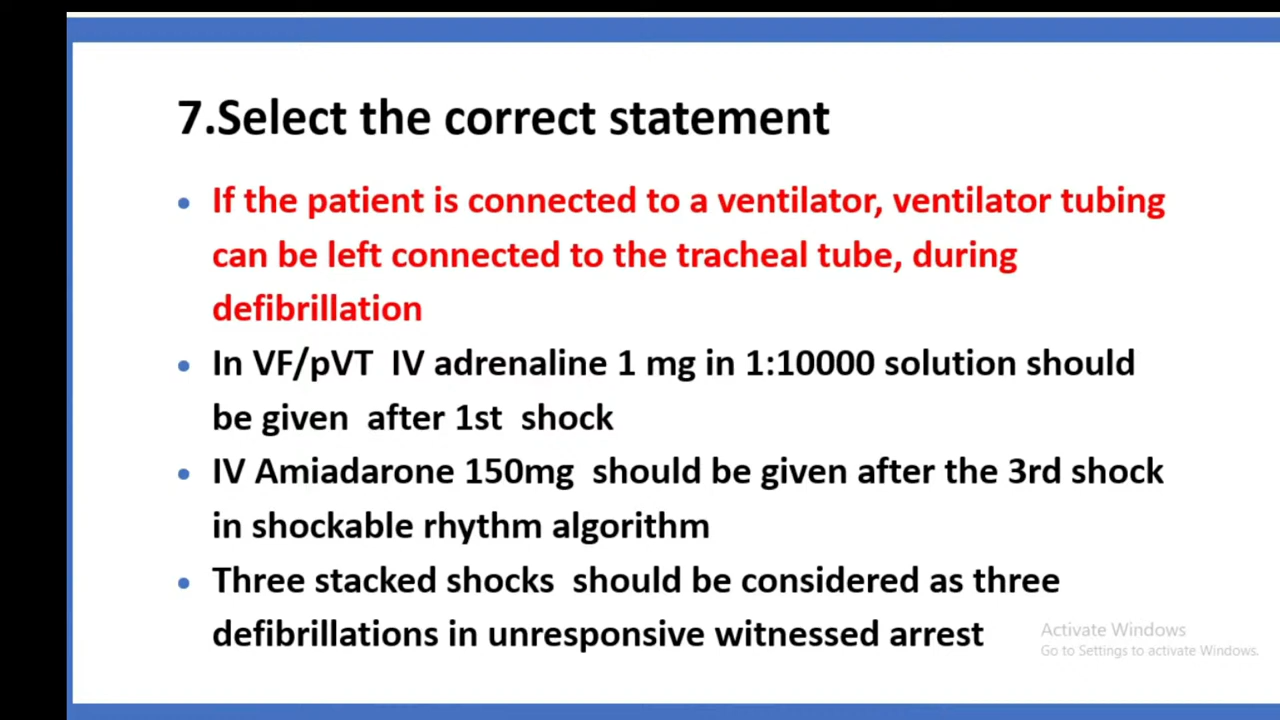 7.Select the correct statement
• If the patient is connected to a ventilator, ventilator tubing
can be left connected to the tracheal tube, during
defibrillation
• In VF/pVT IV adrenaline 1 mg in 1:10000 solution should
be given after 1st shock
• IV Amiadarone 150mg should be given after the 3rd shock
in shockable rhythm algorithm
• Three stacked shocks should be considered as three
defibrillations in unresponsive witnessed arrest
Activate Windows
Go to Settings to activate Windows.